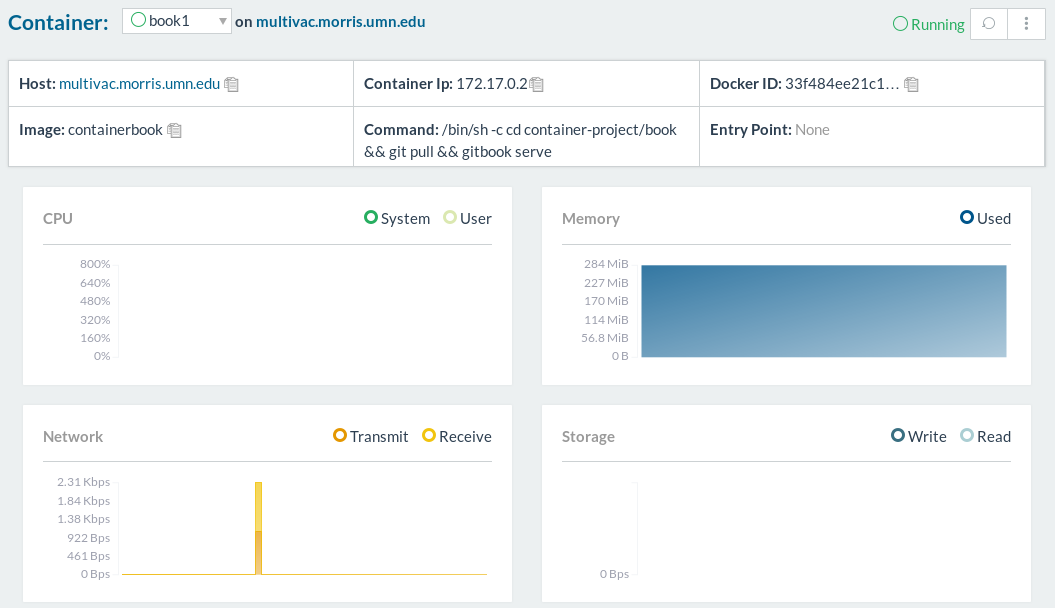 Container: book1 on multivac.morris.umn.edu Running
Host: multivac.morris.umn.edu Container Ip: 172.17.0.2 Docker ID: 33f484ee21c1...
Image: containerbook Command: /bin/sh -c cd container-project/book Entry Point: None
&& git pull && gitbook serve
CPU System User
800%
640%
480%
320%
160%
0%
Memory Used
284 MiB
227 MiB
170 MiB
114 MiB
56.8 MiB
0 B
Network Transmit Receive
2.31 Kbps
1.84 Kbps
1.38 Kbps
922 Bps
461 Bps
0 Bps
Storage Write Read
0 Bps